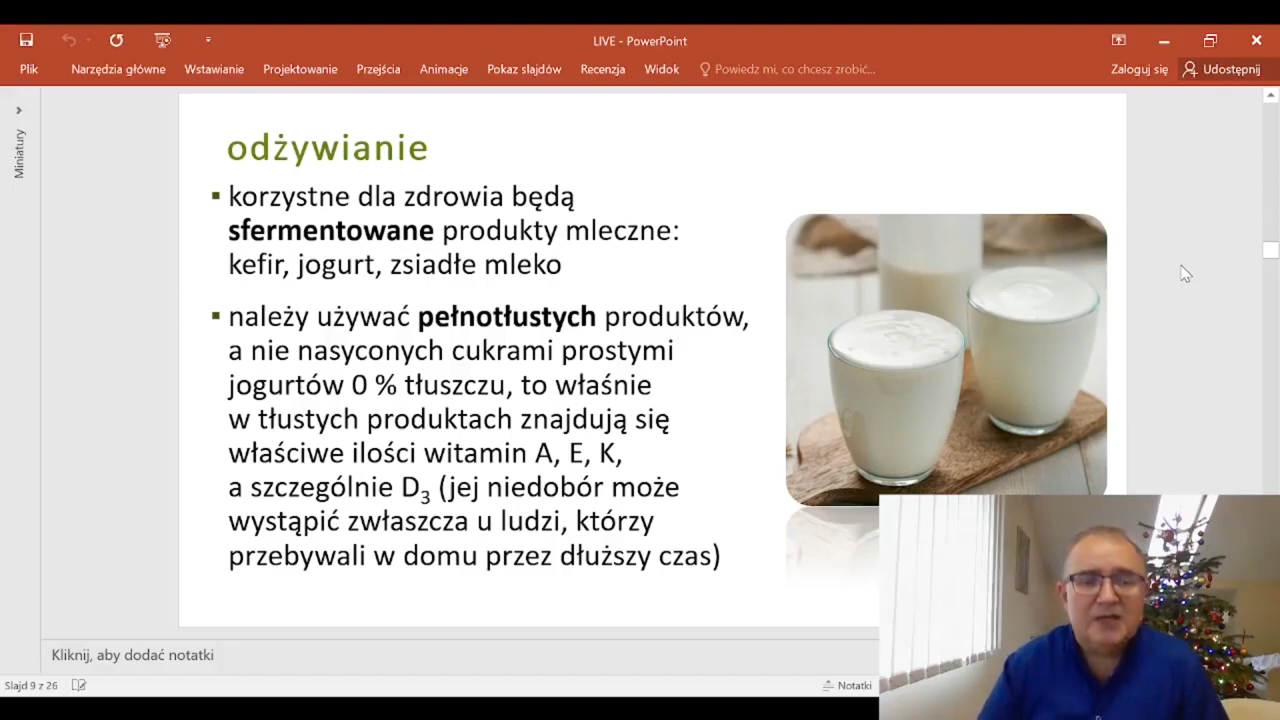 LIVE - PowerPoint
Plik Narzędzia główne Wstawianie Projektowanie Przejścia Animacje Pokaz slajdów Recenzja Widok Powiedz mi, co chcesz zrobić... Zaloguj się Udostępnij
Miniatury
odżywianie
▪ korzystne dla zdrowia będą
sfermentowane produkty mleczne:
kefir, jogurt, zsiadłe mleko
▪ należy używać pełnotłustych produktów,
a nie nasyconych cukrami prostymi
jogurtów 0 % tłuszczu, to właśnie
w tłustych produktach znajdują się
właściwe ilości witamin A, E, K,
a szczególnie D₃ (jej niedobór może
wystąpić zwłaszcza u ludzi, którzy
przebywali w domu przez dłuższy czas)
Kliknij, aby dodać notatki
Slajd 9 z 26 Notatki